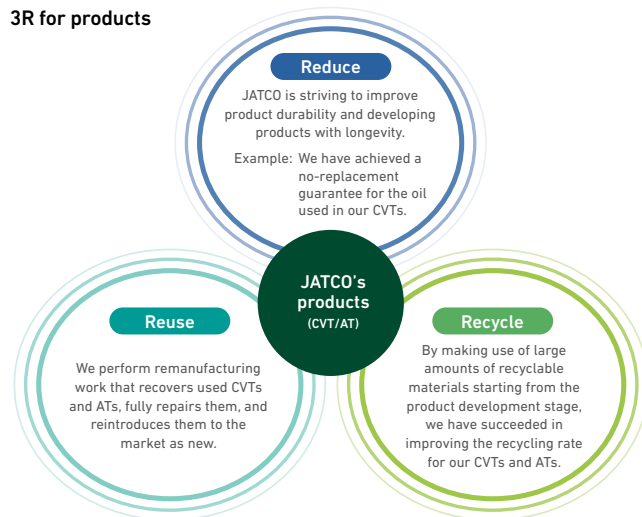 3R for products
Reduce
JATCO is striving to improve
product durability and developing
products with longevity.
Example: We have achieved a
no-replacement
guarantee for the oil
used in our CVTs.
JATCO's
products
(CVT/AT)
Reuse
We perform remanufacturing
work that recovers used CVTs
and ATs, fully repairs them, and
reintroduces them to the
market as new.
Recycle
By making use of large
amounts of recyclable
materials starting from the
product development stage,
we have succeeded in
improving the recycling rate
for our CVTs and ATs.